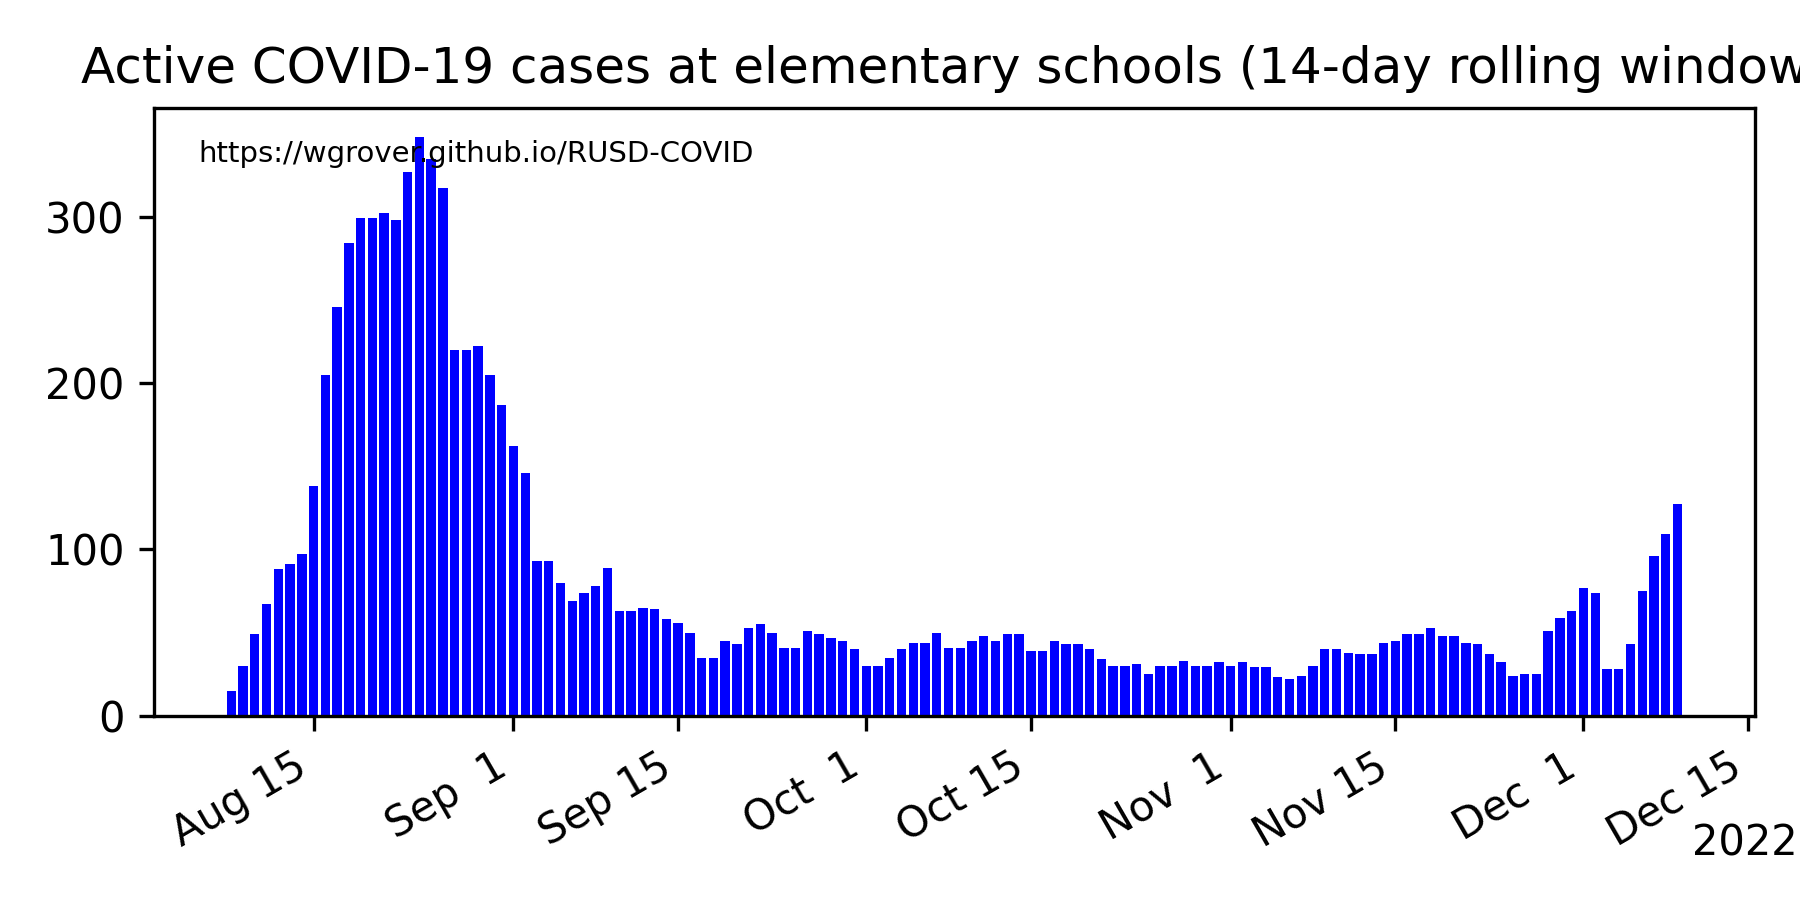 Active COVID-19 cases at elementary schools (14-day rolling window
https://wgrover.github.io/RUSD-COVID
300
200
100
0
Aug 15
Sep 1
Sep 15
Oct 1
Oct 15
Nov 1
Nov 15
Dec 1
Dec 15
2022